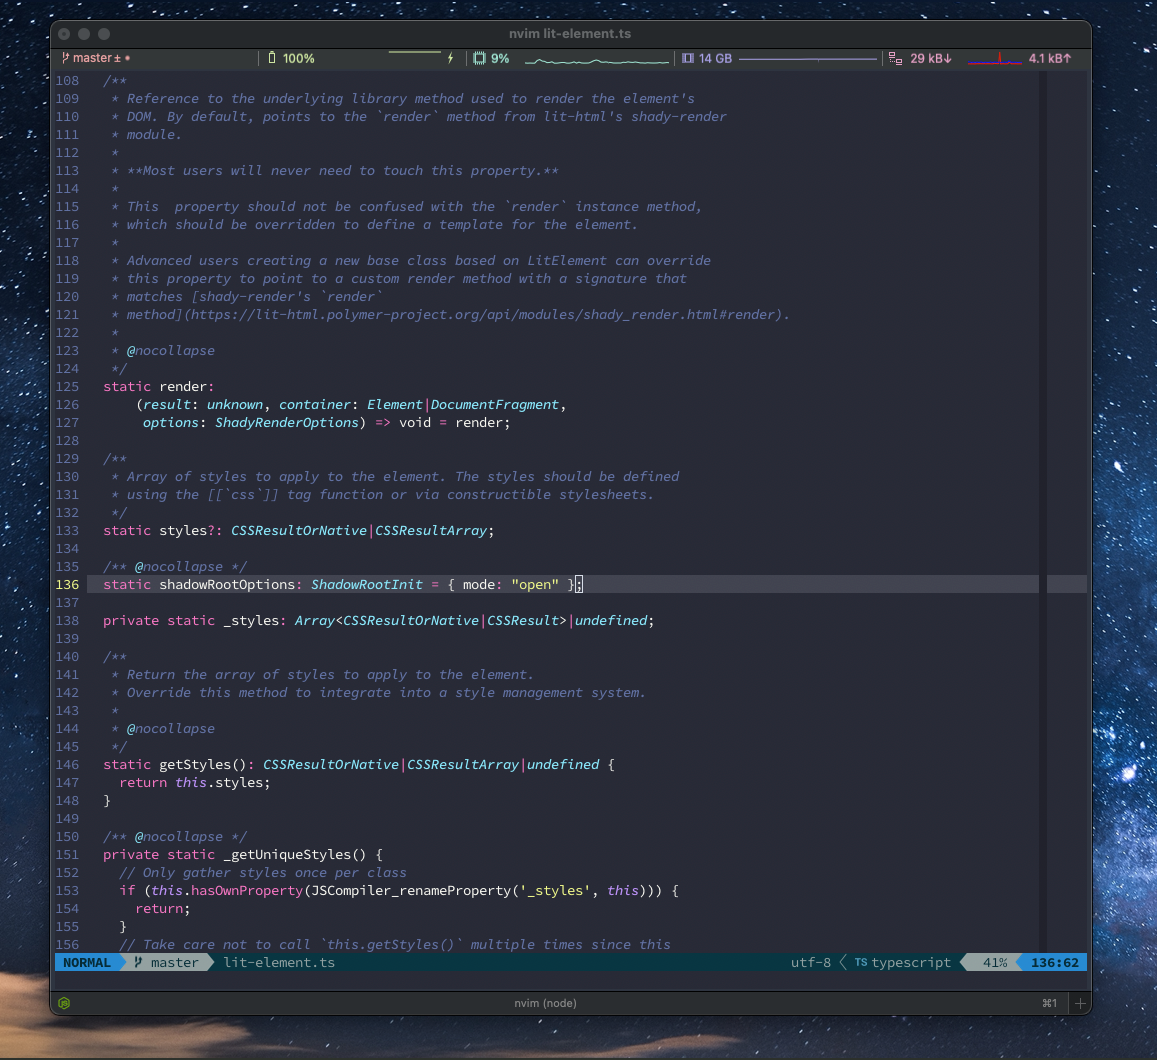 nvim lit-element.ts
master ± •
100%
9%
14 GB
29 kB↓
4.1 kB↑
108 /**
109 * Reference to the underlying library method used to render the element's
110 * DOM. By default, points to the `render` method from lit-html's shady-render
111 * module.
112 *
113 * **Most users will never need to touch this property.**
114 *
115 * This  property should not be confused with the `render` instance method,
116 * which should be overridden to define a template for the element.
117 *
118 * Advanced users creating a new base class based on LitElement can override
119 * this property to point to a custom render method with a signature that
120 * matches [shady-render's `render`
121 * method](https://lit-html.polymer-project.org/api/modules/shady_render.html#render).
122 *
123 * @nocollapse
124 */
125 static render:
126 (result: unknown, container: Element|DocumentFragment,
127 options: ShadyRenderOptions) => void = render;
128
129 /**
130 * Array of styles to apply to the element. The styles should be defined
131 * using the [[`css`]] tag function or via constructible stylesheets.
132 */
133 static styles?: CSSResultOrNative|CSSResultArray;
134
135 /** @nocollapse */
136 static shadowRootOptions: ShadowRootInit = { mode: "open" };
137
138 private static _styles: Array<CSSResultOrNative|CSSResult>|undefined;
139
140 /**
141 * Return the array of styles to apply to the element.
142 * Override this method to integrate into a style management system.
143 *
144 * @nocollapse
145 */
146 static getStyles(): CSSResultOrNative|CSSResultArray|undefined {
147 return this.styles;
148 }
149
150 /** @nocollapse */
151 private static _getUniqueStyles() {
152 // Only gather styles once per class
153 if (this.hasOwnProperty(JSCompiler_renameProperty('_styles', this))) {
154 return;
155 }
156 // Take care not to call `this.getStyles()` multiple times since this
NORMAL master lit-element.ts utf-8 TS typescript 41% 136:62
nvim (node) ⌘1 +